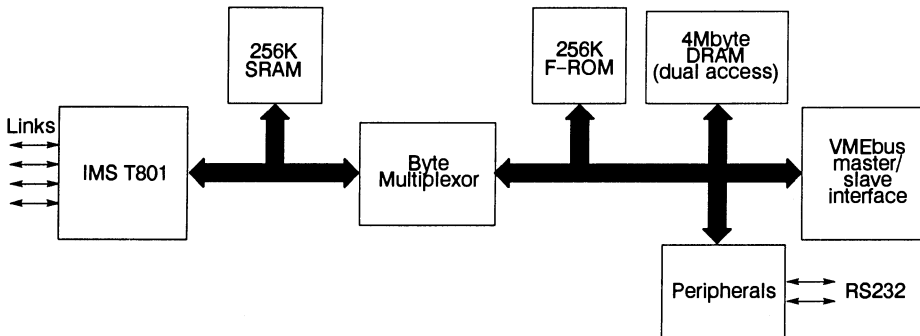 256K
SRAM
256K
F-ROM
4Mbyte
DRAM
(dual access)
Links
IMS T801
Byte
Multiplexor
VMEbus
master/
slave
interface
Peripherals
RS232